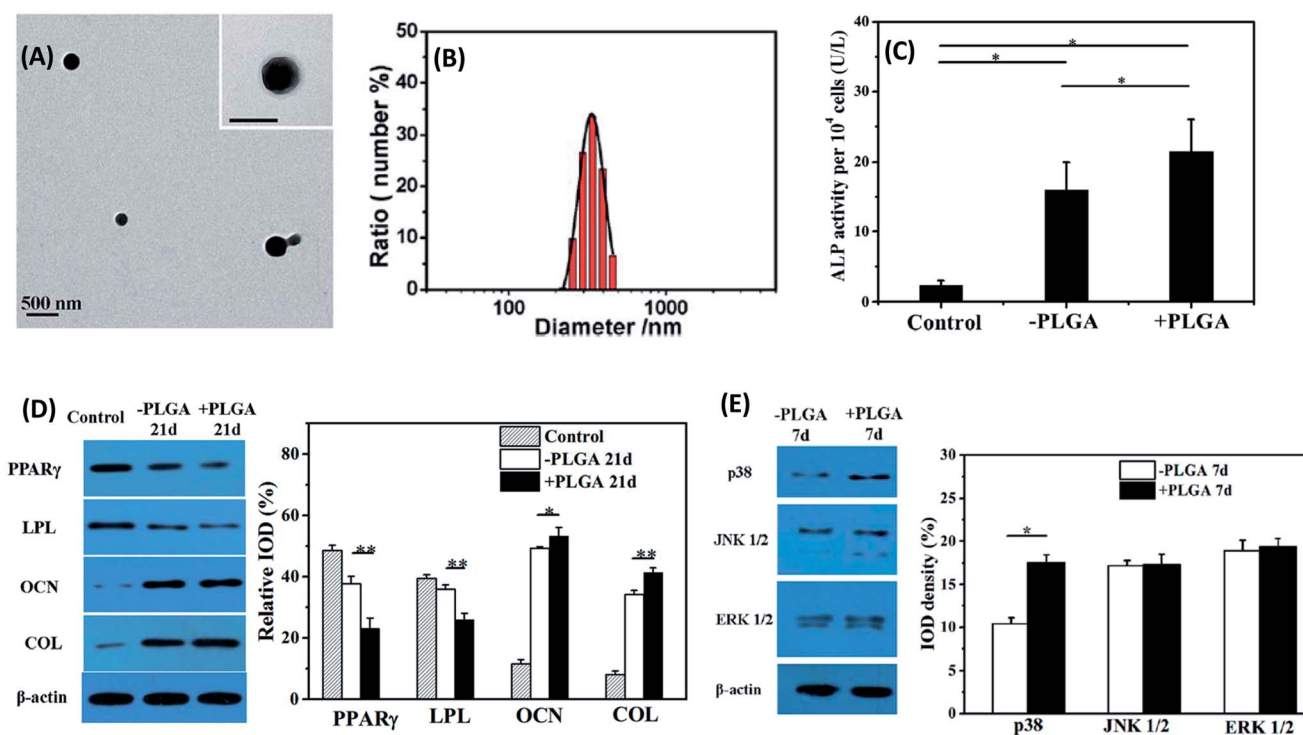 (A)
500 nm
(B)
Ratio ( number %)
50
40
30
20
10
0
100
1000
Diameter /nm
(C)
ALP activity per 10⁴ cells (U/L)
40
30
20
10
0
*
*
*
Control
-PLGA
+PLGA
(D)
Control
-PLGA
21d
+PLGA
21d
PPARγ
LPL
OCN
COL
β-actin
Relative IOD (%)
80
60
40
20
0
Control
-PLGA 21d
+PLGA 21d
**
**
*
**
PPARγ
LPL
OCN
COL
(E)
-PLGA
7d
+PLGA
7d
p38
JNK 1/2
ERK 1/2
β-actin
IOD density (%)
30
25
20
15
10
5
0
-PLGA 7d
+PLGA 7d
*
p38
JNK 1/2
ERK 1/2